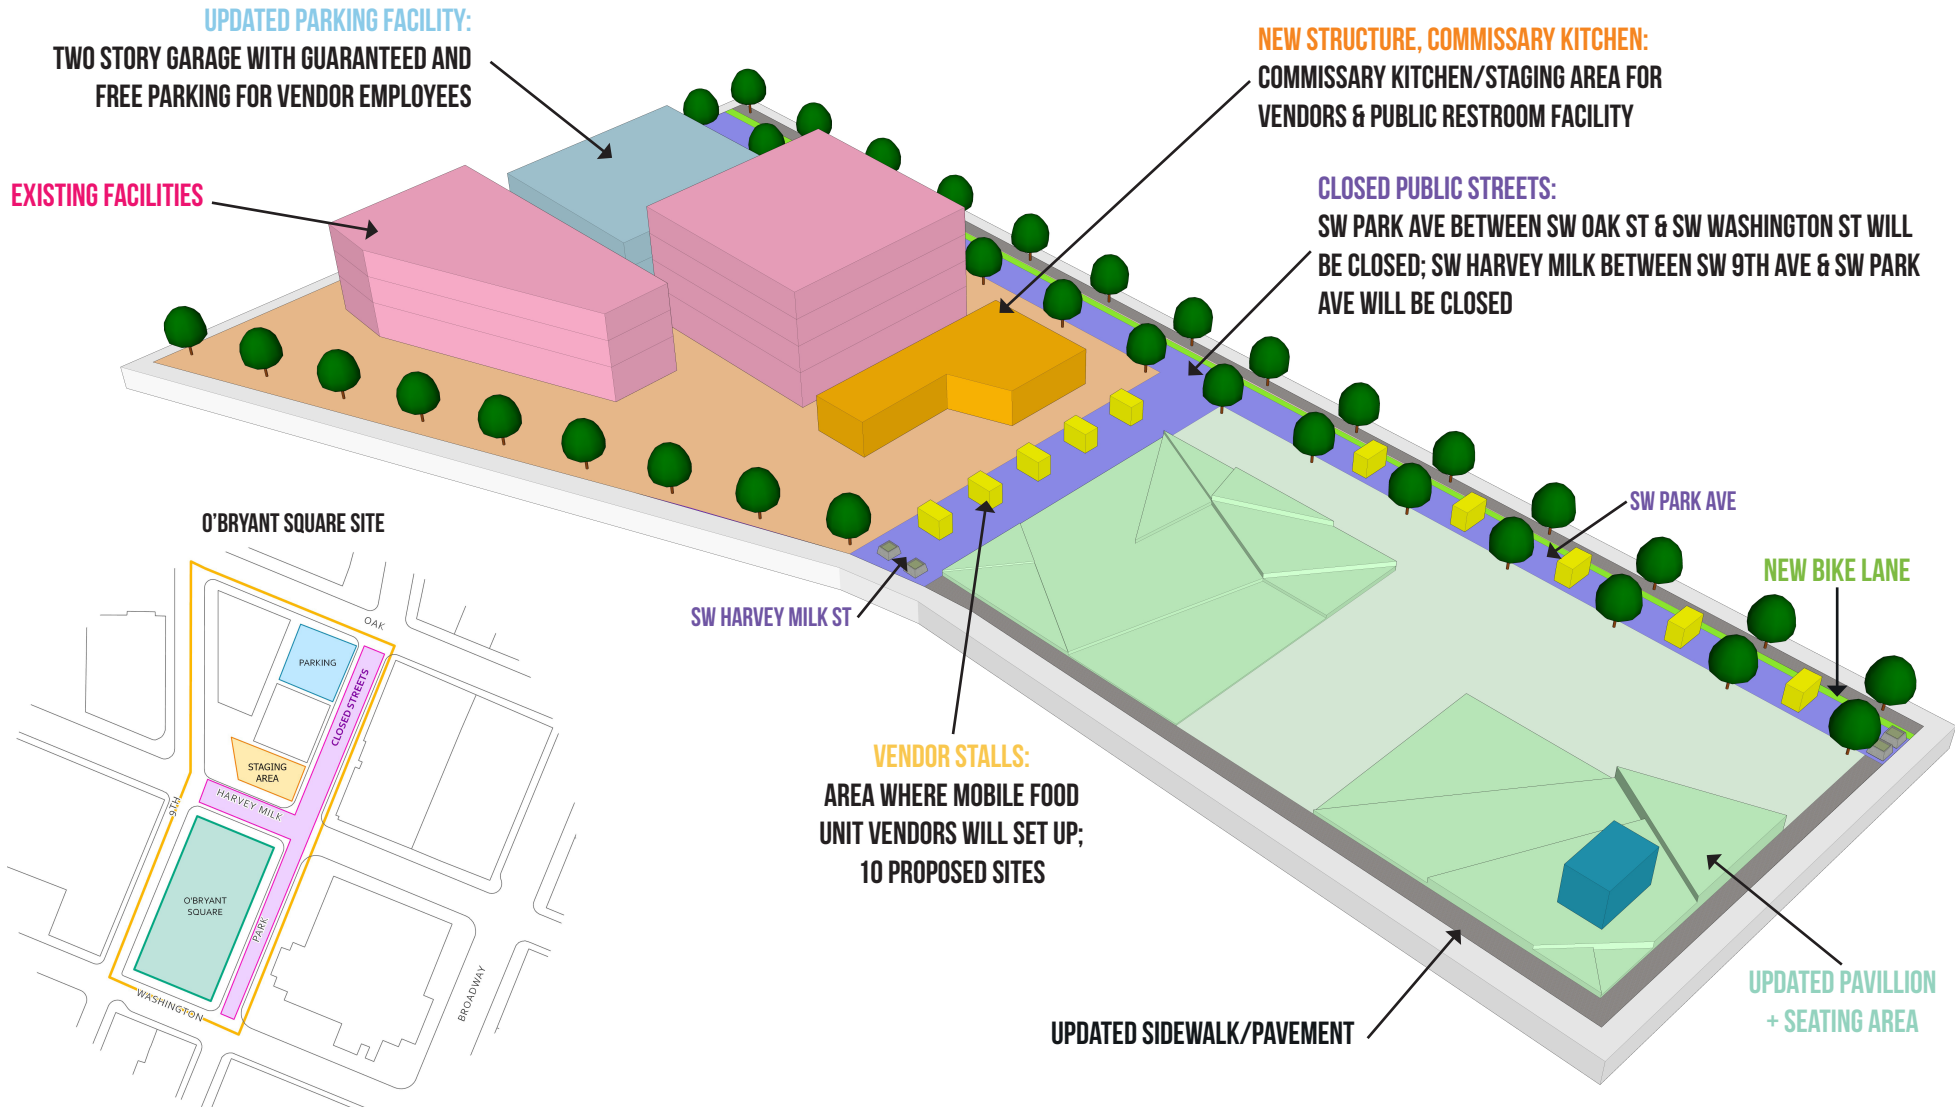 UPDATED PARKING FACILITY:
TWO STORY GARAGE WITH GUARANTEED AND
FREE PARKING FOR VENDOR EMPLOYEES
NEW STRUCTURE, COMMISSARY KITCHEN:
COMMISSARY KITCHEN/STAGING AREA FOR
VENDORS & PUBLIC RESTROOM FACILITY
EXISTING FACILITIES
CLOSED PUBLIC STREETS:
SW PARK AVE BETWEEN SW OAK ST & SW WASHINGTON ST WILL
BE CLOSED; SW HARVEY MILK BETWEEN SW 9TH AVE & SW PARK
AVE WILL BE CLOSED
SW PARK AVE
NEW BIKE LANE
SW HARVEY MILK ST
VENDOR STALLS:
AREA WHERE MOBILE FOOD
UNIT VENDORS WILL SET UP;
10 PROPOSED SITES
UPDATED PAVILLION
+ SEATING AREA
UPDATED SIDEWALK/PAVEMENT
O'BRYANT SQUARE SITE
OAK
PARKING
CLOSED STREETS
STAGING
AREA
HARVEY MILK
9TH
O'BRYANT
SQUARE
PARK
BROADWAY
WASHINGTON